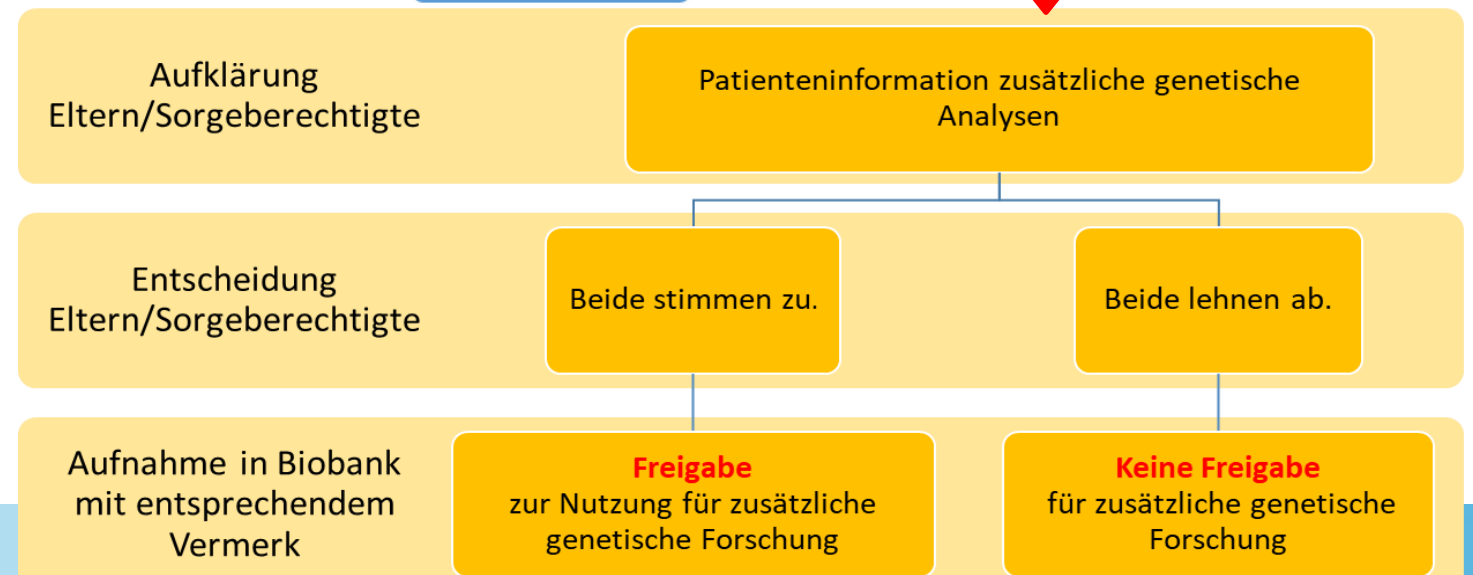 Aufklärung
Eltern/Sorgeberechtigte
Patienteninformation zusätzliche genetische
Analysen
Entscheidung
Eltern/Sorgeberechtigte
Beide stimmen zu.
Beide lehnen ab.
Aufnahme in Biobank
mit entsprechendem
Vermerk
Freigabe
zur Nutzung für zusätzliche
genetische Forschung
Keine Freigabe
für zusätzliche genetische
Forschung